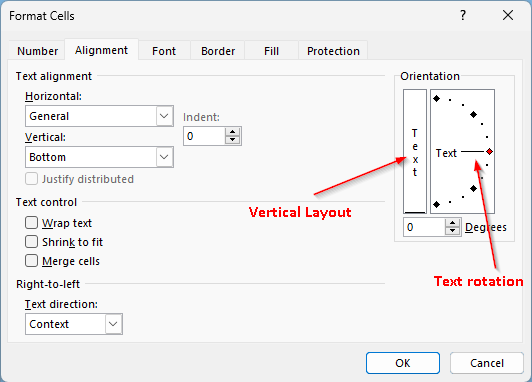 Format Cells
? ×
Number Alignment Font Border Fill Protection
Text alignment
Horizontal:
General
Indent:
0
Vertical:
Bottom
Justify distributed
Text control
Wrap text
Shrink to fit
Merge cells
Right-to-left
Text direction:
Context
Orientation
Text
Text
0 Degrees
Vertical Layout
Text rotation
OK Cancel